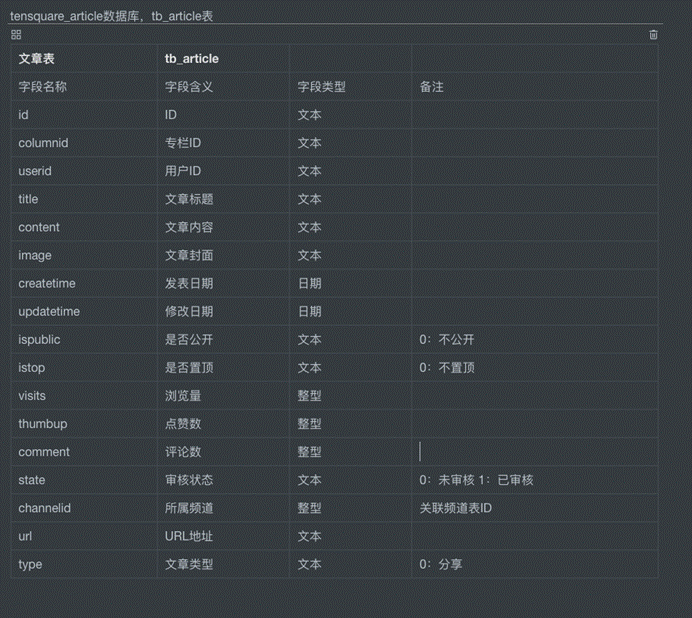 tensquare_article数据库，tb_article表
文章表 tb_article
字段名称 字段含义 字段类型 备注
id ID 文本
columnid 专栏ID 文本
userid 用户ID 文本
title 文章标题 文本
content 文章内容 文本
image 文章封面 文本
createtime 发表日期 日期
updatetime 修改日期 日期
ispublic 是否公开 文本 0：不公开
istop 是否置顶 文本 0：不置顶
visits 浏览量 整型
thumbup 点赞数 整型
comment 评论数 整型
state 审核状态 文本 0：未审核 1：已审核
channelid 所属频道 整型 关联频道表ID
url URL地址 文本
type 文章类型 文本 0：分享